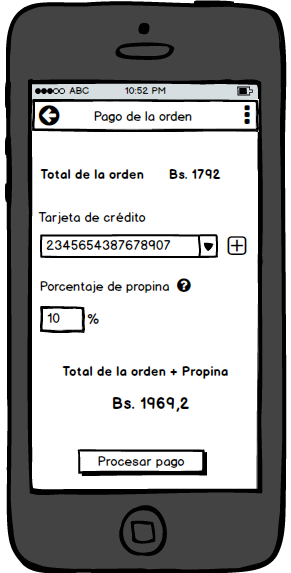 ABC 10:52 PM
Pago de la orden
Total de la orden Bs. 1792
Tarjeta de crédito
2345654387678907
Porcentaje de propina ?
10 %
Total de la orden + Propina
Bs. 1969,2
Procesar pago